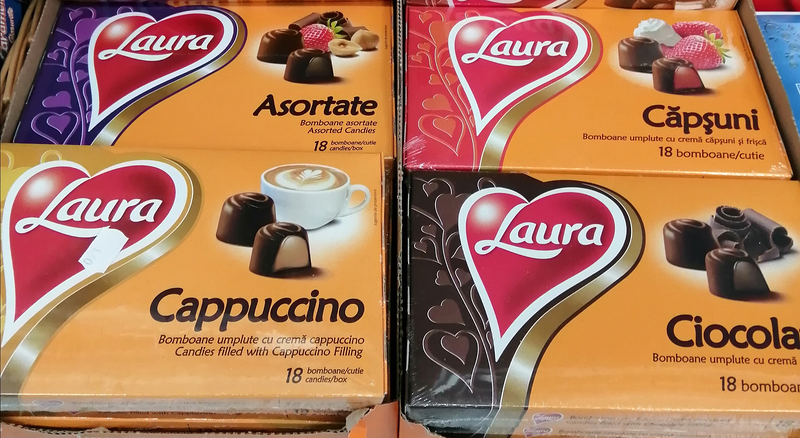 Laura
Asortate
Bomboane asortate
Assorted Candies
18 bomboane/cutie
candies/box
Laura
Căpşuni
Bomboane umplute cu cremă căpşuni şi frişcă
18 bomboane/cutie
Laura
Cappuccino
Bomboane umplute cu cremă cappuccino
Candies filled with Cappuccino Filling
18 bomboane/cutie
candies/box
Laura
Ciocola
Bomboane umplute cu cremă
18 bomboan
Laura